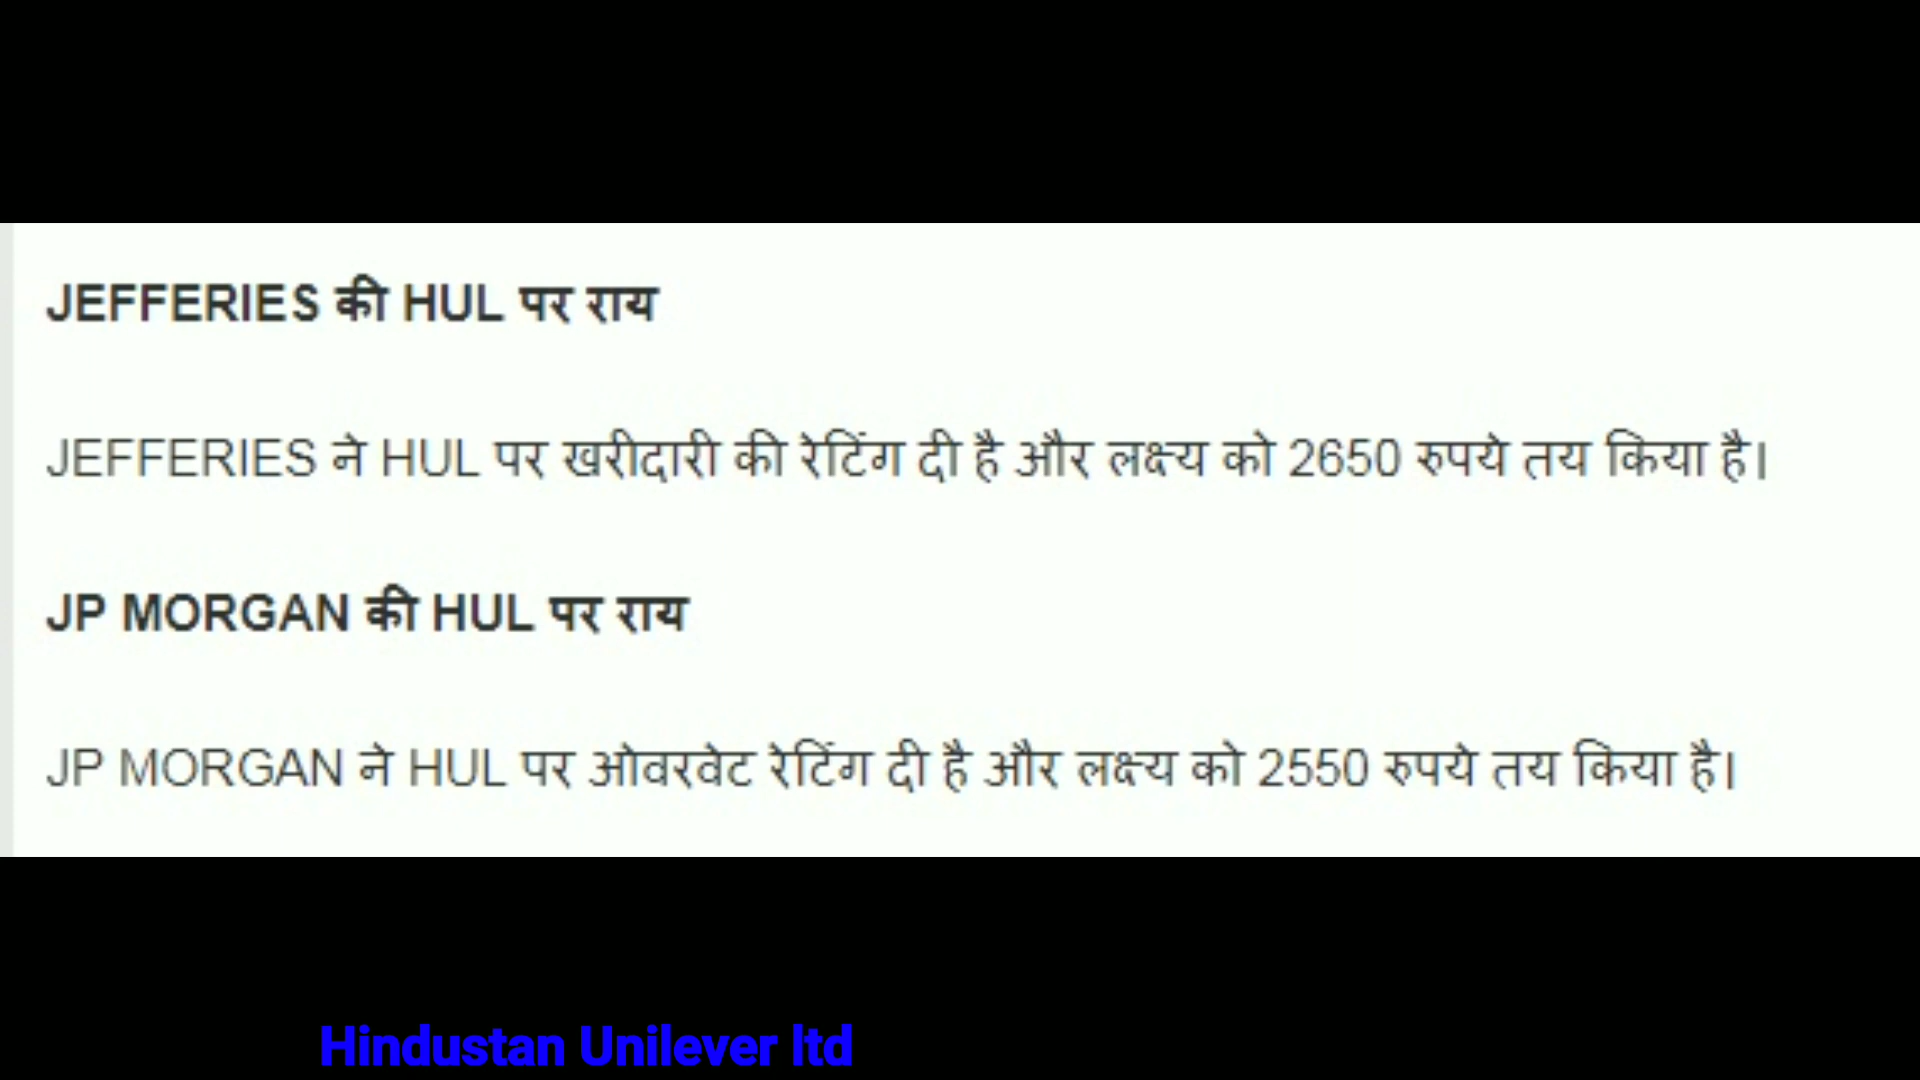 JEFFERIES की HUL पर राय
JEFFERIES ने HUL पर खरीदारी की रेटिंग दी है और लक्ष्य को 2650 रुपये तय किया है।
JP MORGAN की HUL पर राय
JP MORGAN ने HUL पर ओवरवेट रेटिंग दी है और लक्ष्य को 2550 रुपये तय किया है।
Hindustan Unilever ltd